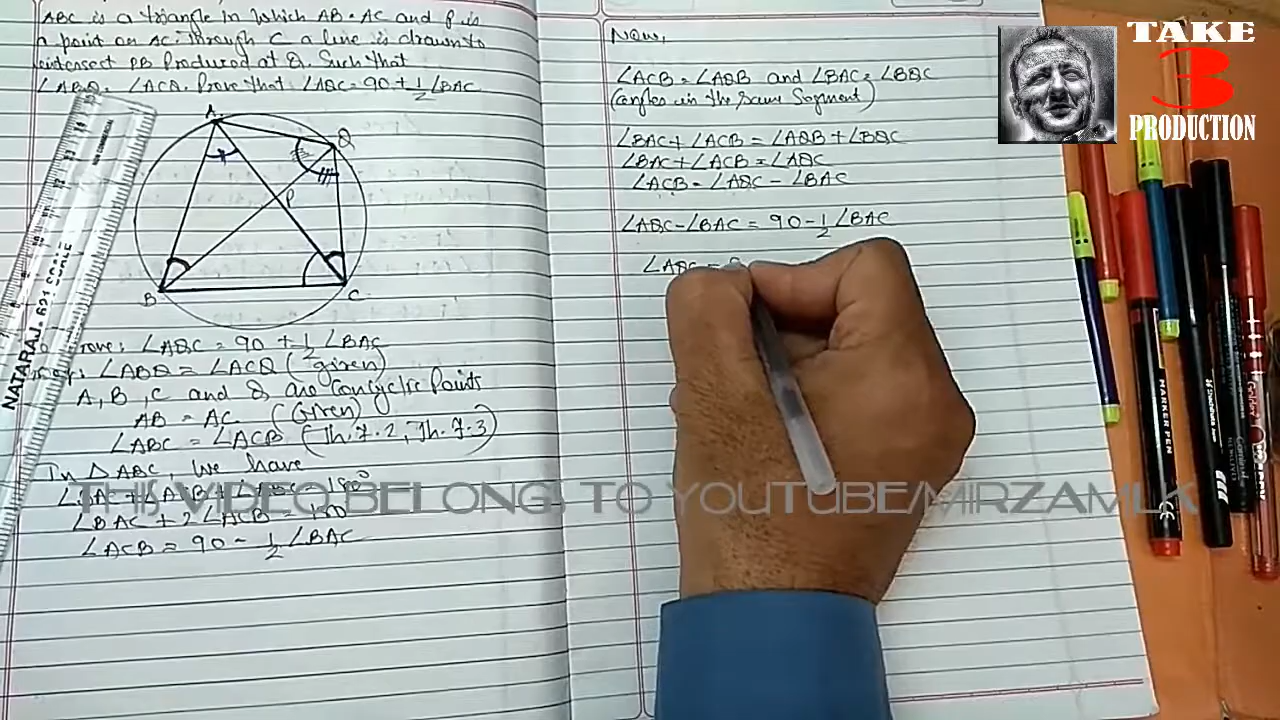 ABC is a triangle in which AB = AC and P is
a point on AC. Through C a line is drawn to
intersect PB Produced at Q. Such that
∠ABQ = ∠ACQ. Prove that ∠AQC = 90 + 1/2 ∠BAC
A
Q
P
B
C
NATARAJ. 621 SCALE
Prove: ∠AQC = 90 + 1/2 ∠BAC
∠ABQ = ∠ACQ (given)
A, B, C and Q are concyclic Points
AB = AC (Given)
∠ABC = ∠ACB (Th. 7.2, Th. 7.3)
In △ABC, we have
∠BAC + 2∠ACB = 180
∠ACB = 90 - 1/2 ∠BAC
Now,
∠ACB = ∠AQB and ∠BAC = ∠BQC
(angles in the same Segment)
∠BAC + ∠ACB = ∠AQB + ∠BQC
∠BAC + ∠ACB = ∠AQC
∠ACB = ∠AQC - ∠BAC
∠AQC - ∠BAC = 90 - 1/2 ∠BAC
∠AQC = 9
TAKE
3
PRODUCTION
MARKER PEN
THIS VIDEO BELONGS TO YOUTUBE/MIRZAMLK